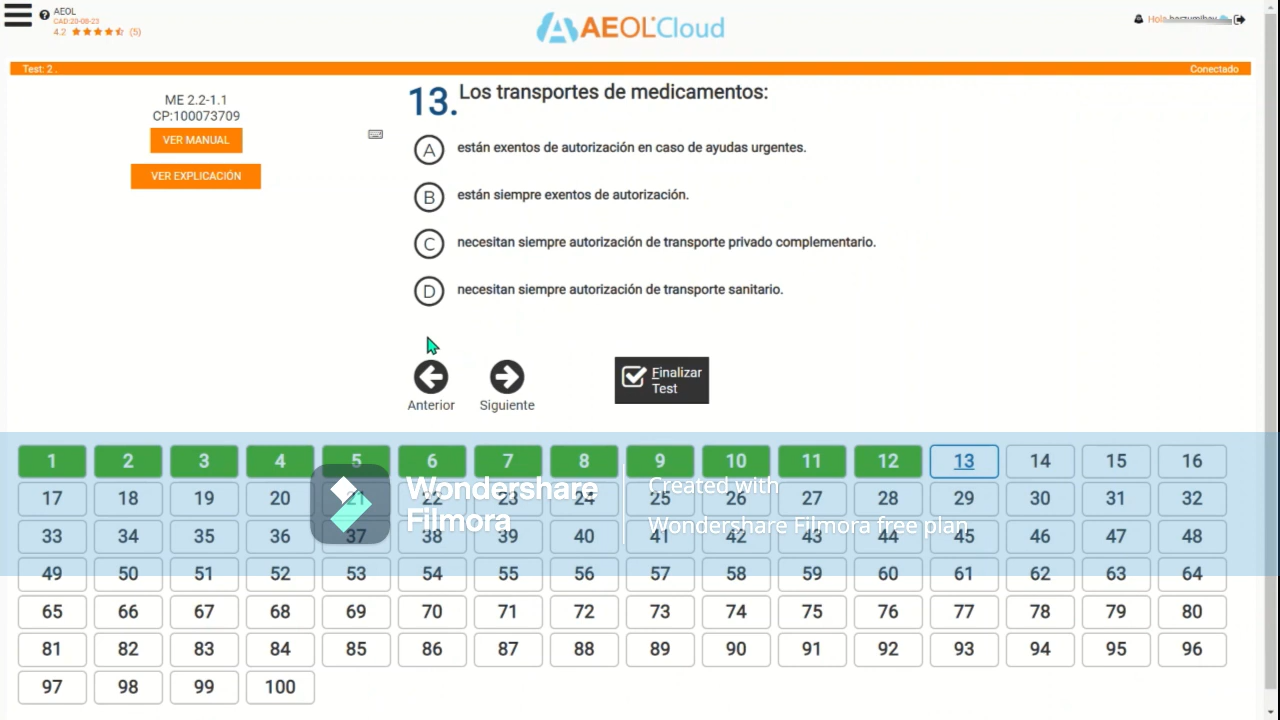 AEOL
CAD:20-08-23
4.2 (5)
AEOL Cloud
Hola
Test: 2 .
Conectado
ME 2.2-1.1
CP:100073709
VER MANUAL
VER EXPLICACIÓN
13. Los transportes de medicamentos:
A están exentos de autorización en caso de ayudas urgentes.
B están siempre exentos de autorización.
C necesitan siempre autorización de transporte privado complementario.
D necesitan siempre autorización de transporte sanitario.
Anterior
Siguiente
Finalizar
Test
1 2 3 4 5 6 7 8 9 10 11 12 13 14 15 16
17 18 19 20 21 22 23 24 25 26 27 28 29 30 31 32
33 34 35 36 37 38 39 40 41 42 43 44 45 46 47 48
49 50 51 52 53 54 55 56 57 58 59 60 61 62 63 64
65 66 67 68 69 70 71 72 73 74 75 76 77 78 79 80
81 82 83 84 85 86 87 88 89 90 91 92 93 94 95 96
97 98 99 100
Wondershare
Filmora
Created with
Wondershare Filmora free plan